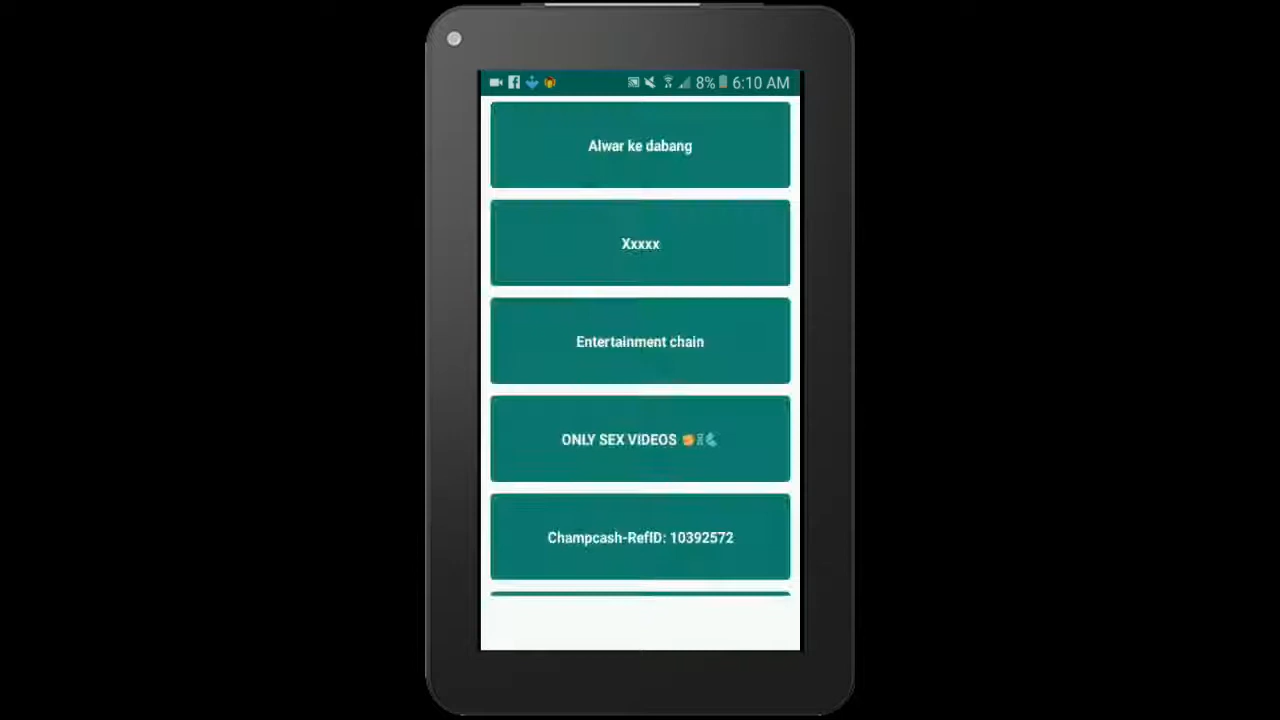 8% 6:10 AM
Alwar ke dabang
Xxxxx
Entertainment chain
ONLY SEX VIDEOS
Champcash-RefID: 10392572